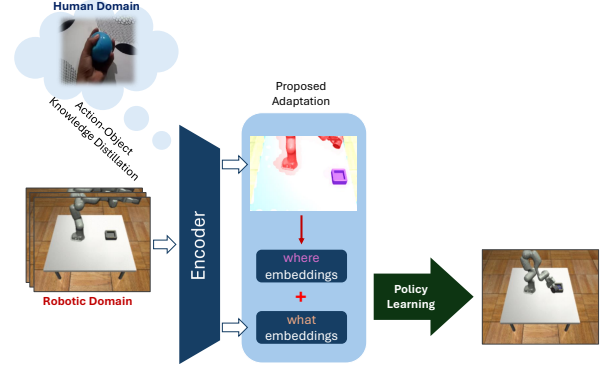 Human Domain
Action-Object
Knowledge Distillation
Robotic Domain
Encoder
Proposed
Adaptation
where
embeddings
+
what
embeddings
Policy
Learning